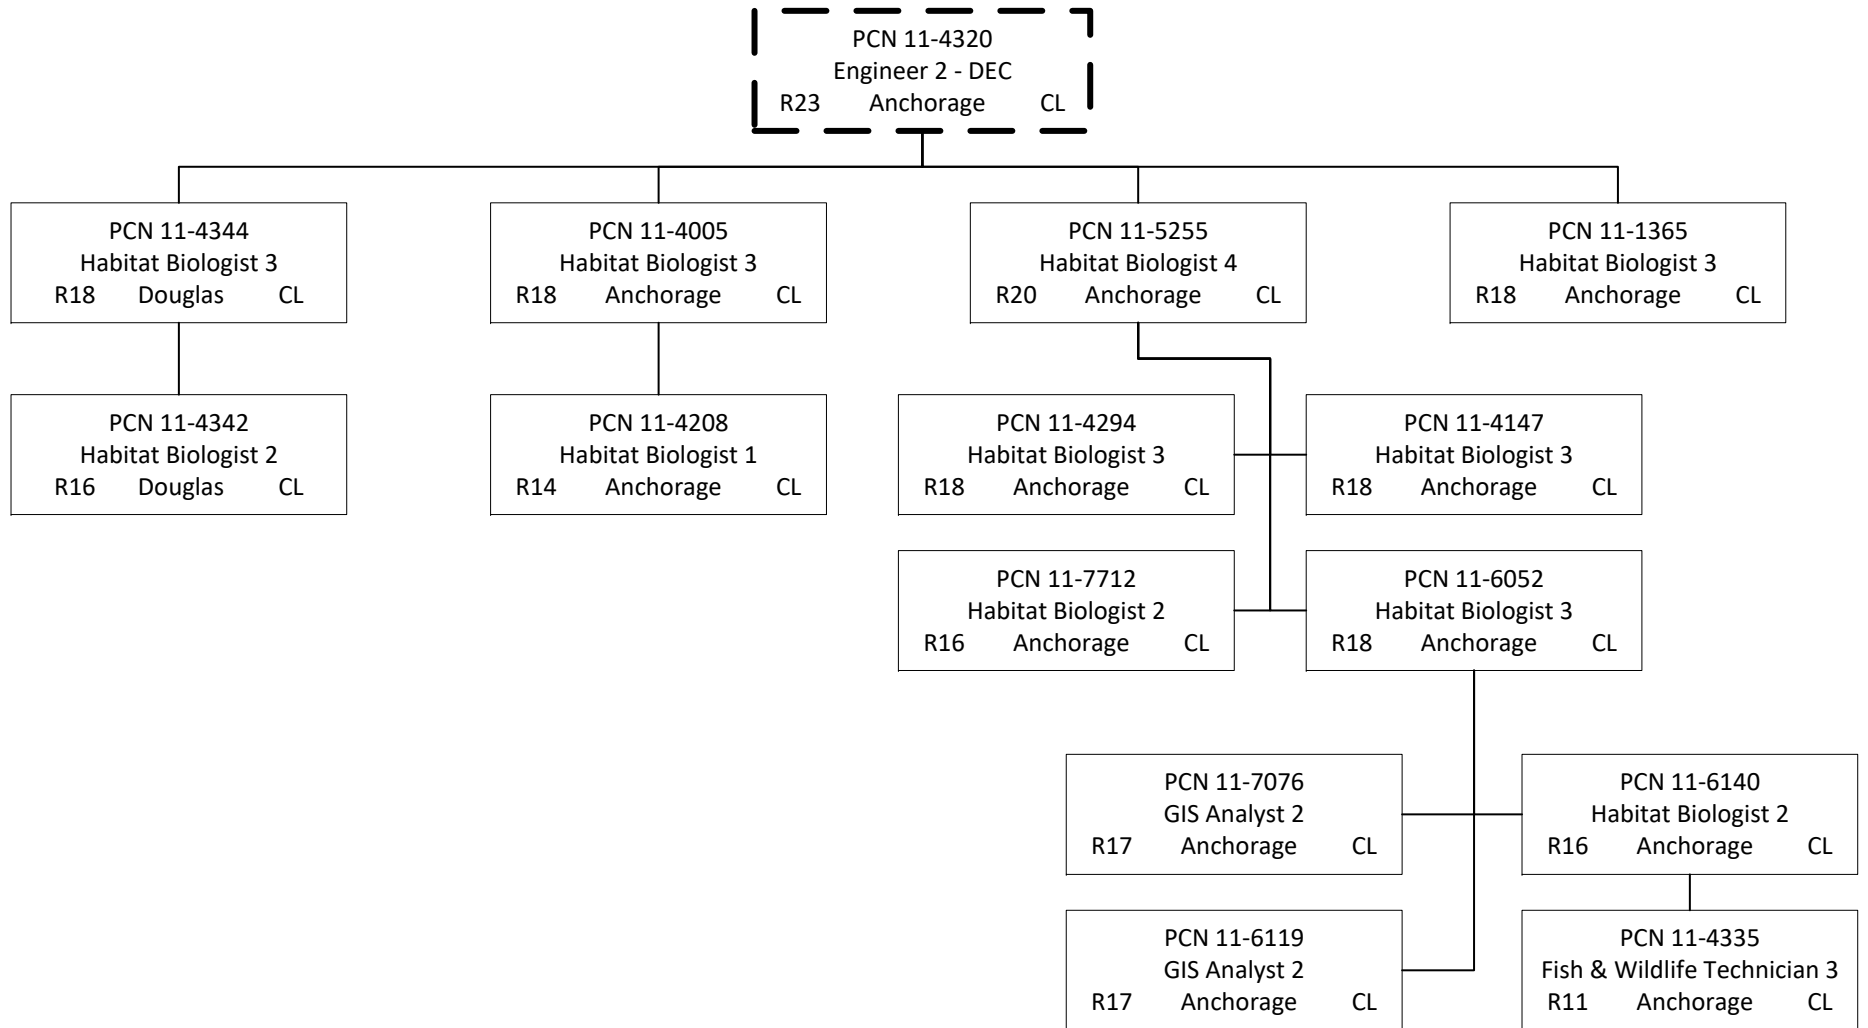 PCN 11-4320
Engineer 2 - DEC
R23 Anchorage CL
PCN 11-4344
Habitat Biologist 3
R18 Douglas CL
PCN 11-4005
Habitat Biologist 3
R18 Anchorage CL
PCN 11-5255
Habitat Biologist 4
R20 Anchorage CL
PCN 11-1365
Habitat Biologist 3
R18 Anchorage CL
PCN 11-4342
Habitat Biologist 2
R16 Douglas CL
PCN 11-4208
Habitat Biologist 1
R14 Anchorage CL
PCN 11-4294
Habitat Biologist 3
R18 Anchorage CL
PCN 11-4147
Habitat Biologist 3
R18 Anchorage CL
PCN 11-7712
Habitat Biologist 2
R16 Anchorage CL
PCN 11-6052
Habitat Biologist 3
R18 Anchorage CL
PCN 11-7076
GIS Analyst 2
R17 Anchorage CL
PCN 11-6140
Habitat Biologist 2
R16 Anchorage CL
PCN 11-6119
GIS Analyst 2
R17 Anchorage CL
PCN 11-4335
Fish & Wildlife Technician 3
R11 Anchorage CL